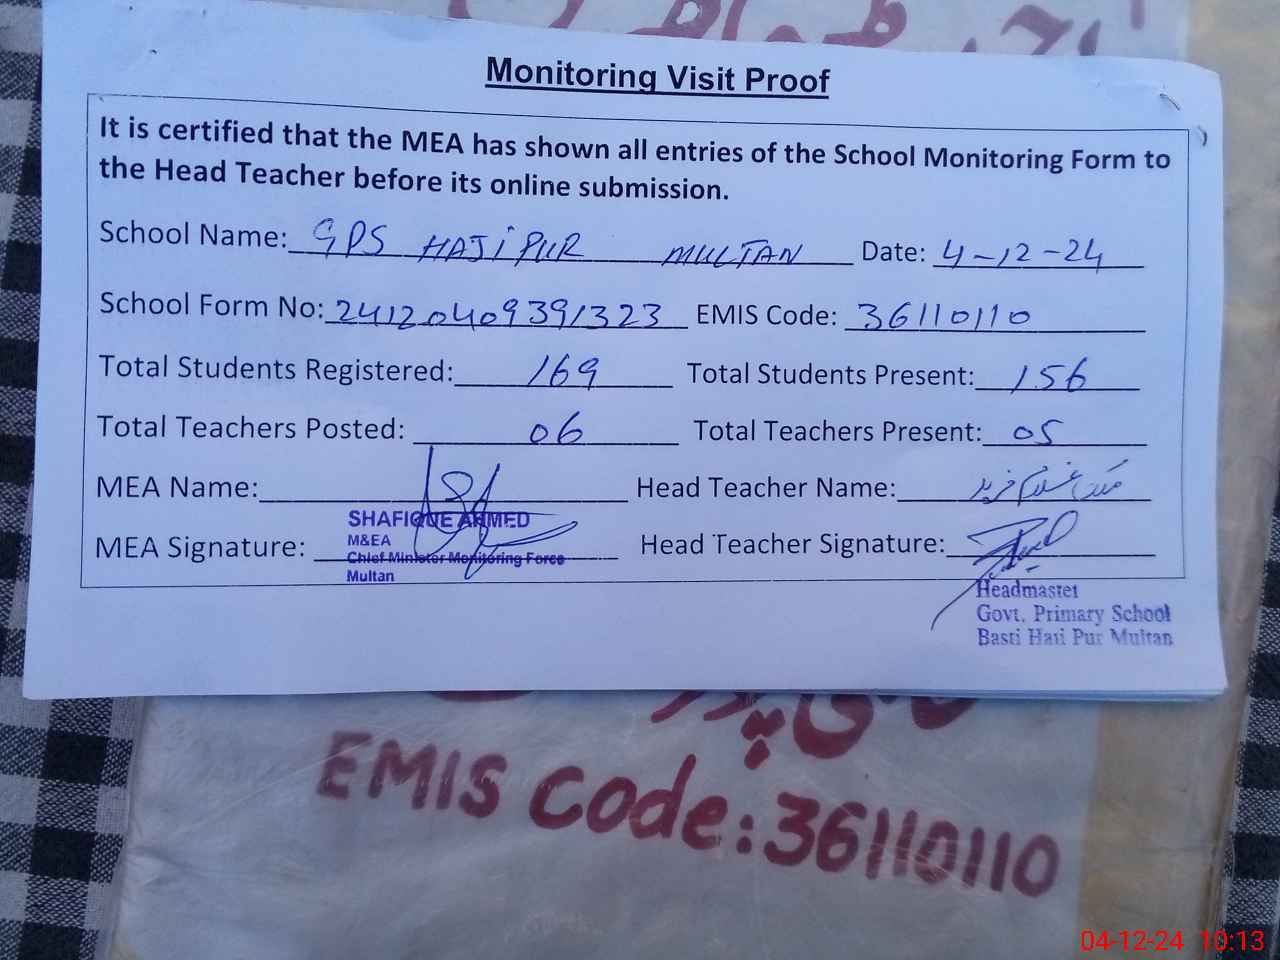 Monitoring Visit Proof
It is certified that the MEA has shown all entries of the School Monitoring Form to
the Head Teacher before its online submission.
School Name: GPS HAJIPUR MULTAN Date: 4-12-24
School Form No: 24120409391323 EMIS Code: 36110110
Total Students Registered: 169 Total Students Present: 156
Total Teachers Posted: 06 Total Teachers Present: 05
MEA Name: Head Teacher Name:
SHAFIQUE AHMED
M&EA
MEA Signature: Head Teacher Signature:
Chief Minister Monitoring Force
Multan
Headmaster
Govt. Primary School
Basti Haji Pur Multan
EMIS Code: 36110110
04-12-24 10:13